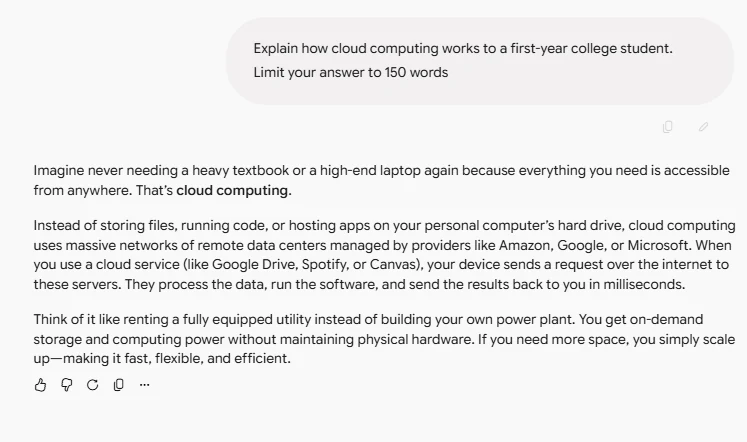 Explain how cloud computing works to a first-year college student.
Limit your answer to 150 words
Imagine never needing a heavy textbook or a high-end laptop again because everything you need is accessible
from anywhere. That’s cloud computing.
Instead of storing files, running code, or hosting apps on your personal computer’s hard drive, cloud computing
uses massive networks of remote data centers managed by providers like Amazon, Google, or Microsoft. When
you use a cloud service (like Google Drive, Spotify, or Canvas), your device sends a request over the internet to
these servers. They process the data, run the software, and send the results back to you in milliseconds.
Think of it like renting a fully equipped utility instead of building your own power plant. You get on-demand
storage and computing power without maintaining physical hardware. If you need more space, you simply scale
up—making it fast, flexible, and efficient.